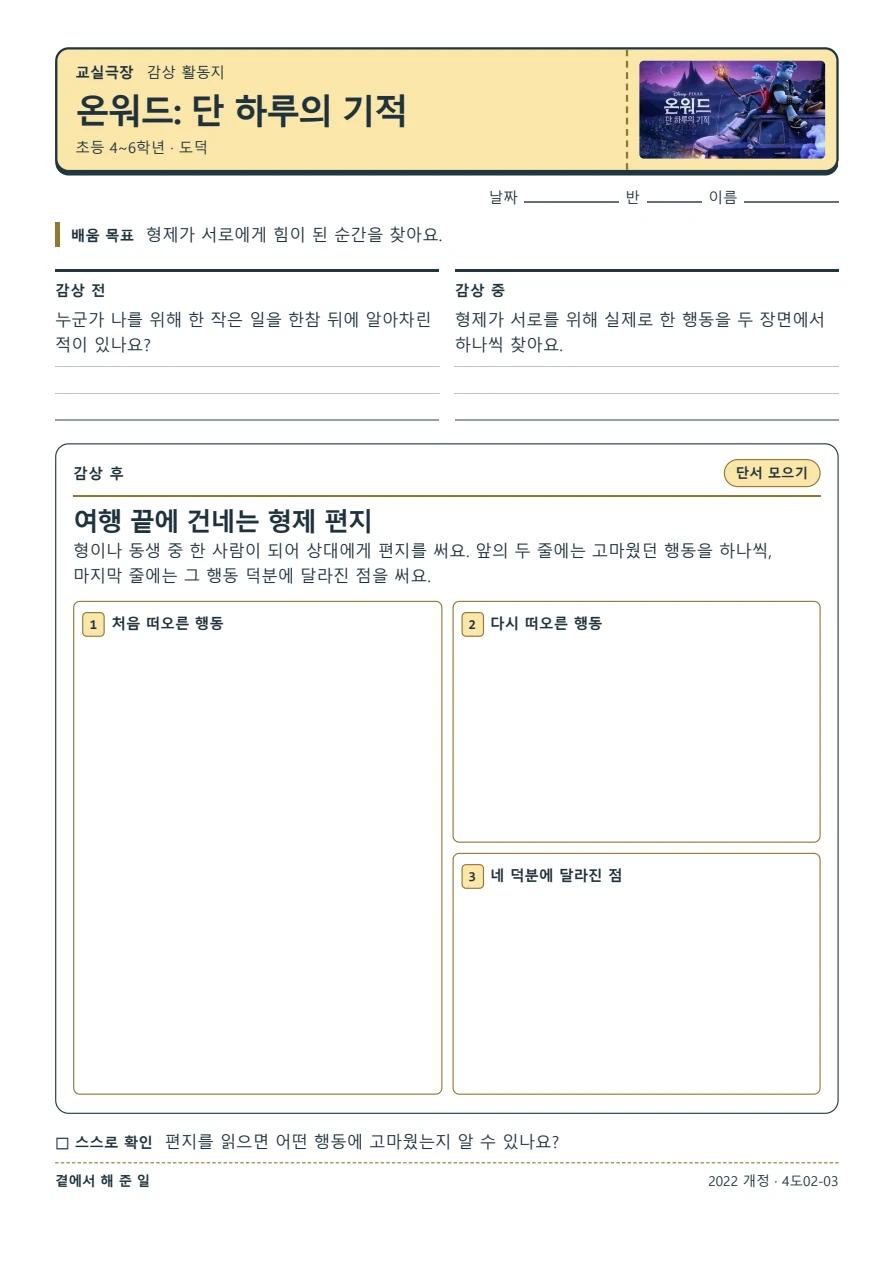 교실극장 감상 활동지
온워드: 단 하루의 기적
초등 4~6학년 · 도덕
Disney · PIXAR
온워드
단 하루의 기적
날짜 반 이름
배움 목표 형제가 서로에게 힘이 된 순간을 찾아요.
감상 전
누군가 나를 위해 한 작은 일을 한참 뒤에 알아차린
적이 있나요?
감상 중
형제가 서로를 위해 실제로 한 행동을 두 장면에서
하나씩 찾아요.
감상 후
단서 모으기
여행 끝에 건네는 형제 편지
형이나 동생 중 한 사람이 되어 상대에게 편지를 써요. 앞의 두 줄에는 고마웠던 행동을 하나씩,
마지막 줄에는 그 행동 덕분에 달라진 점을 써요.
1 처음 떠오른 행동
2 다시 떠오른 행동
3 네 덕분에 달라진 점
스스로 확인 편지를 읽으면 어떤 행동에 고마웠는지 알 수 있나요?
곁에서 해 준 일
2022 개정 · 4도02-03